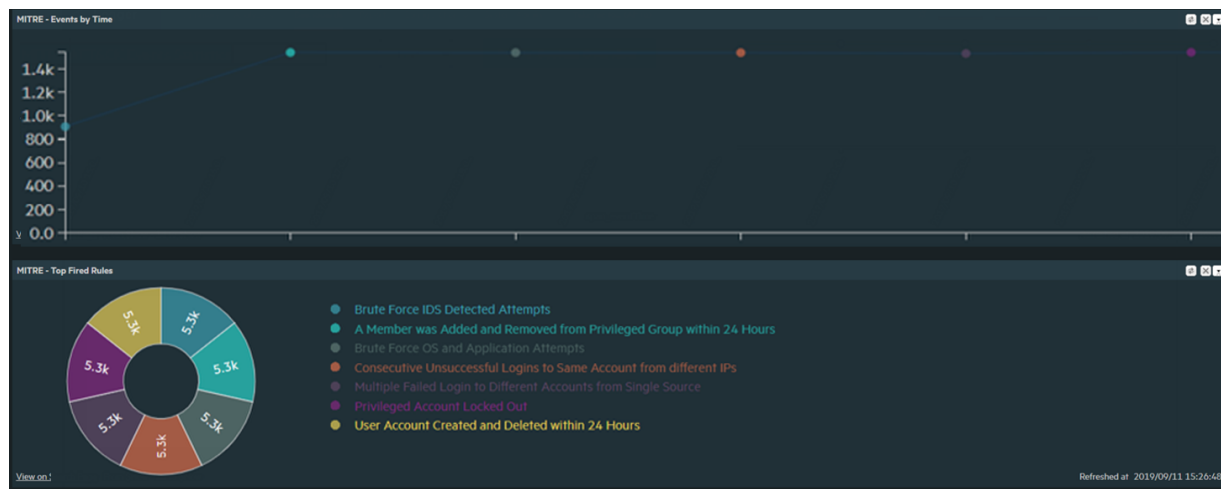 MITRE - Events by Time
1.4k
1.2k
1.0k
800
600
400
200
0.0
MITRE - Top Fired Rules
5.3k
5.3k
5.3k
5.3k
5.3k
5.3k
5.3k
Brute Force IDS Detected Attempts
A Member was Added and Removed from Privileged Group within 24 Hours
Brute Force OS and Application Attempts
Consecutive Unsuccessful Logins to Same Account from different IPs
Multiple Failed Login to Different Accounts from Single Source
Privileged Account Locked Out
User Account Created and Deleted within 24 Hours
View on
Refreshed at 2019/09/11 15:26:48